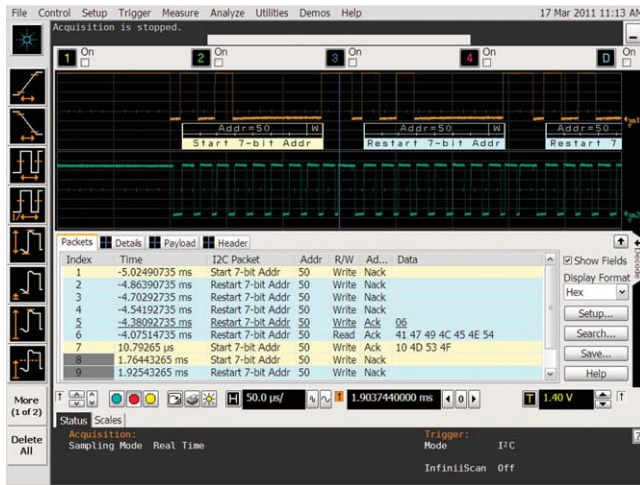 File Control Setup Trigger Measure Analyze Utilities Demos Help 17 Mar 2011 11:13 AM
Acquisition is stopped.
1 On 2 On 3 On 4 On D On
Addr=50 W Addr=50 W Addr=50
Start 7-bit Addr Restart 7-bit Addr Restart 7
Packets Details Payload Header
Index Time I2C Packet Addr R/W Ad... Data
1 -5.02490735 ms Start 7-bit Addr 50 Write Nack
2 -4.86390735 ms Restart 7-bit Addr 50 Write Nack
3 -4.70292735 ms Restart 7-bit Addr 50 Write Nack
4 -4.54192735 ms Restart 7-bit Addr 50 Write Nack
5 -4.38092735 ms Restart 7-bit Addr 50 Write Ack 06
6 -4.07514735 ms Restart 7-bit Addr 50 Read Ack 41 47 49 4C 45 4E 54
7 10.79265 µs Start 7-bit Addr 50 Write Ack 10 4D 53 4F
8 1.76443265 ms Start 7-bit Addr 50 Write Nack
9 1.92543265 ms Restart 7-bit Addr 50 Write Nack
Decode
Show Fields
Display Format
Hex
Setup...
Search...
Save...
Help
More
(1 of 2)
Delete
All
H 50.0 µs/ 1.9037440000 ms 0 T 1.40 V
Status Scales
Acquisition: Trigger:
Sampling Mode Real Time Mode I²C
InfiniiScan Off